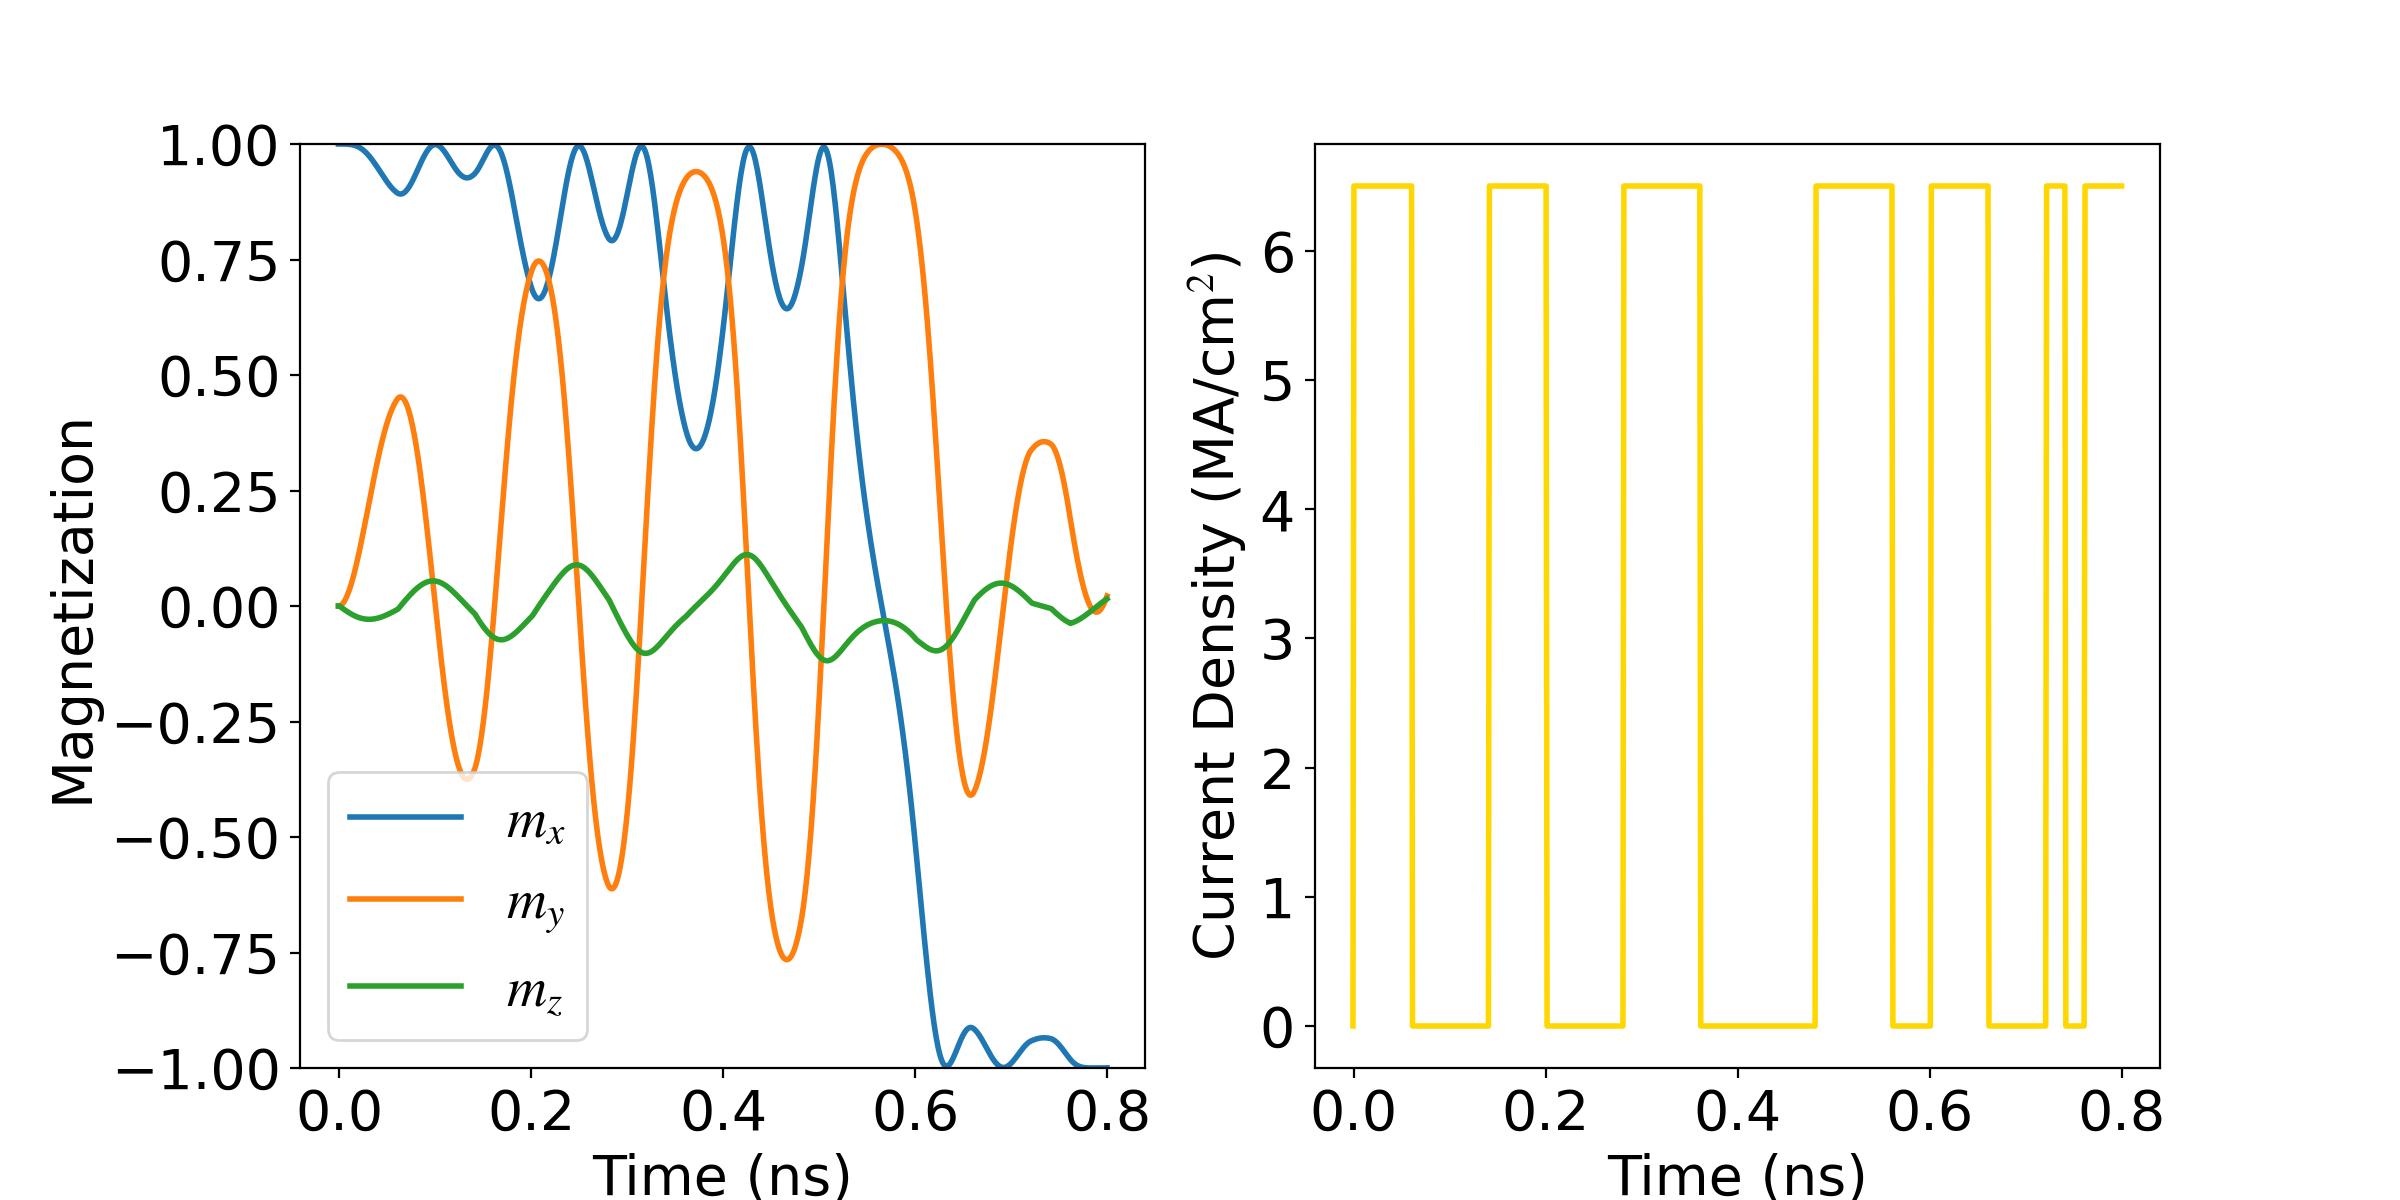 Magnetization
1.00
0.75
0.50
0.25
0.00
−0.25
−0.50
−0.75
−1.00
m_x
m_y
m_z
0.0 0.2 0.4 0.6 0.8
Time (ns)
Current Density (MA/cm²)
6
5
4
3
2
1
0
0.0 0.2 0.4 0.6 0.8
Time (ns)